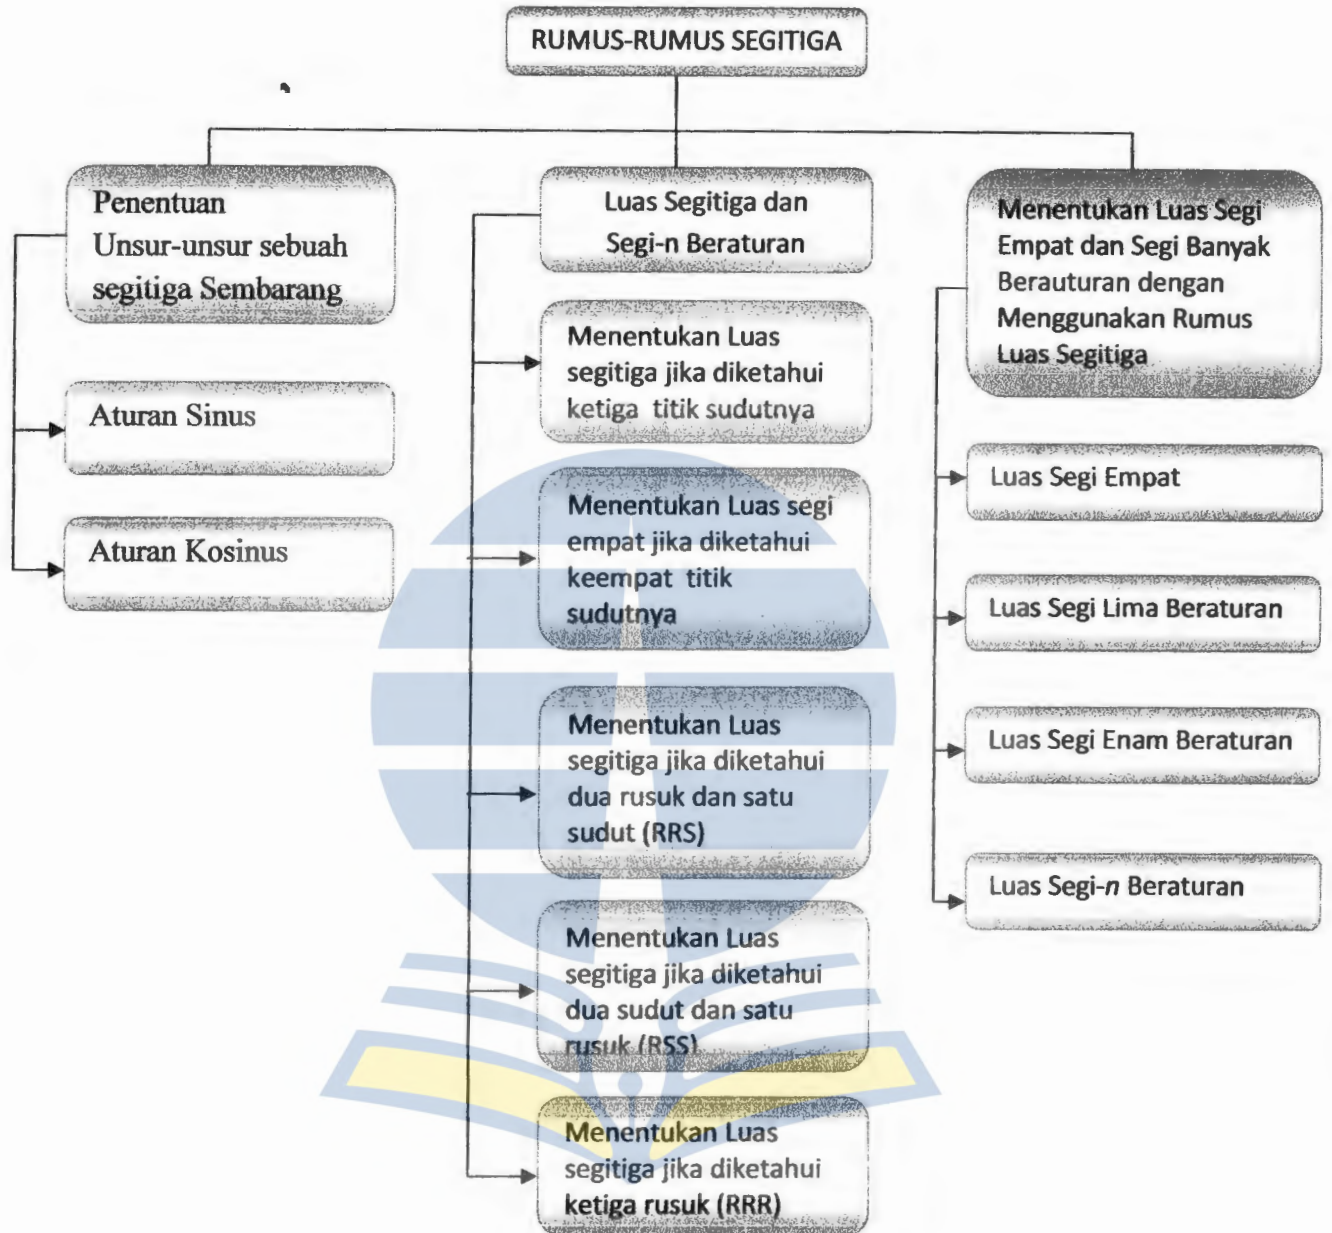 RUMUS-RUMUS SEGITIGA
Penentuan
Unsur-unsur sebuah
segitiga Sembarang
Aturan Sinus
Aturan Kosinus
Luas Segitiga dan
Segi-n Beraturan
Menentukan Luas
segitiga jika diketahui
ketiga titik sudutnya
Menentukan Luas segi
empat jika diketahui
keempat titik
sudutnya
Menentukan Luas
segitiga jika diketahui
dua rusuk dan satu
sudut (RRS)
Menentukan Luas
segitiga jika diketahui
dua sudut dan satu
rusuk (RSS)
Menentukan Luas
segitiga jika diketahui
ketiga rusuk (RRR)
Menentukan Luas Segi
Empat dan Segi Banyak
Berauturan dengan
Menggunakan Rumus
Luas Segitiga
Luas Segi Empat
Luas Segi Lima Beraturan
Luas Segi Enam Beraturan
Luas Segi-n Beraturan